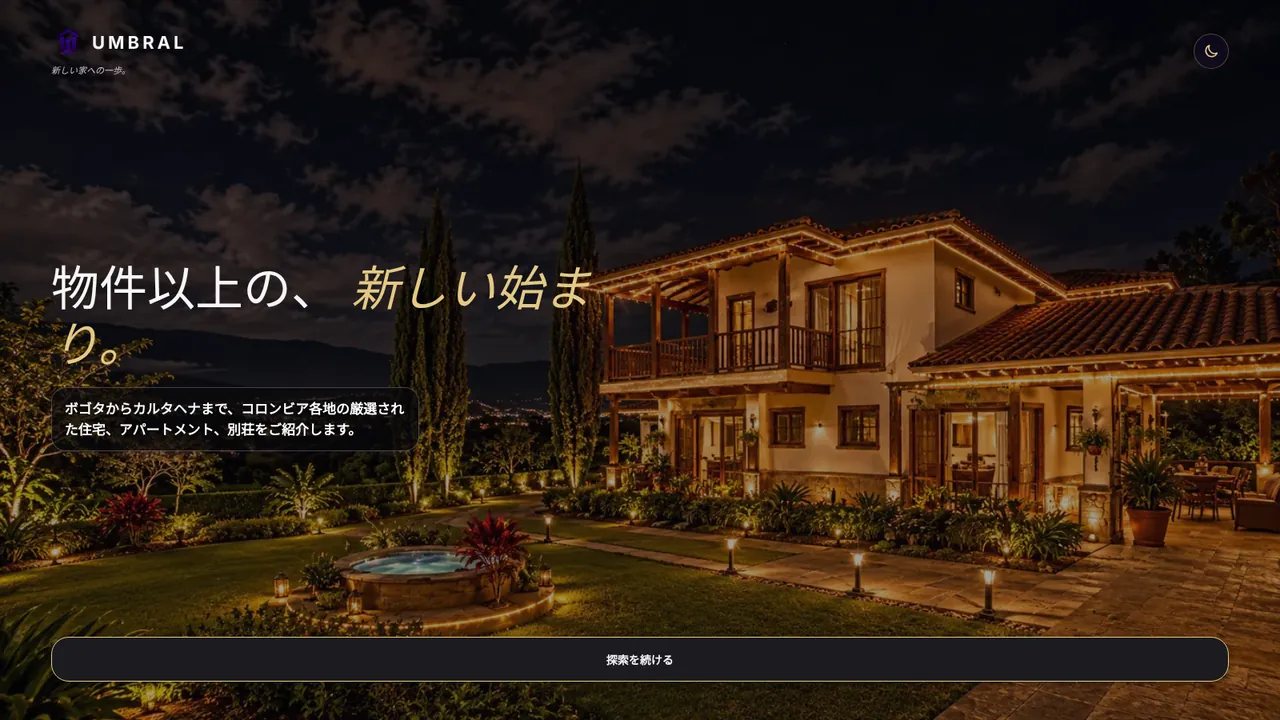 UMBRAL
新しい家への一歩。
物件以上の、 新しい始ま
り。
ボゴタからカルタヘナまで、コロンビア各地の厳選され
た住宅、アパートメント、別荘をご紹介します。
探索を続ける